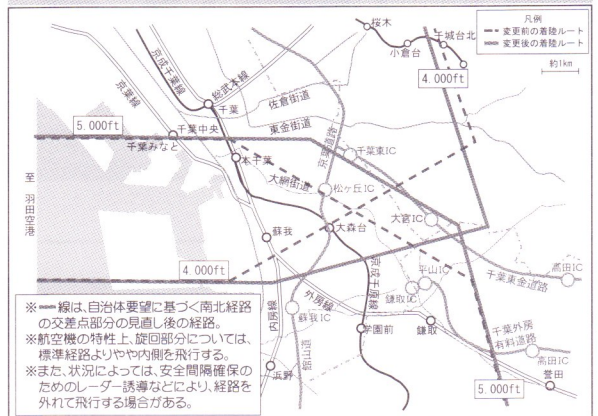 凡例
変更前の着陸ルート
変更後の着陸ルート
約1km
桜木
千城台北
小倉台
4.000ft
京成千葉線
総武本線
京葉線
千葉
佐倉街道
東金街道
5.000ft
千葉中央
千葉みなと
本千葉
京葉道路
千葉東IC
大網街道
松ヶ丘IC
至 羽田空港
蘇我
大森台
大宮IC
京成千原線
千葉東金道路
高田IC
4.000ft
平山IC
鎌取IC
外房線
内房線
蘇我IC
学園前
鎌取
千葉外房
有料道路
高田IC
誉田
浜野
5.000ft
※━線は、自治体要望に基づく南北経路
の交差点部分の見直し後の経路。
※航空機の特性上、旋回部分については、
標準経路よりやや内側を飛行する。
※また、状況によっては、安全間隔確保の
ためのレーダー誘導などにより、経路を
外れて飛行する場合がある。